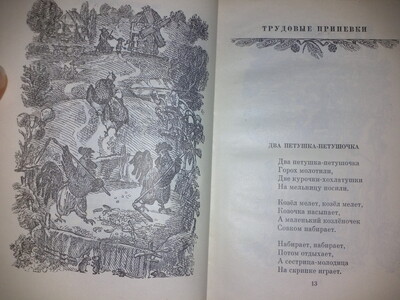 ТРУДОВЫЕ ПРИПЕВКИ
ДВА ПЕТУШКА-ПЕТУШОЧКА
Два петушка-петушочка
Горох молотили,
Две курочки-хохлатушки
На мельницу носили.
Козёл мелет, козёл мелет,
Козочка насыпает,
А маленький козлёночек
Совком набирает.
Набирает, набирает,
Потом отдыхает,
А сестрица-молодица
На скрипке играет.
13